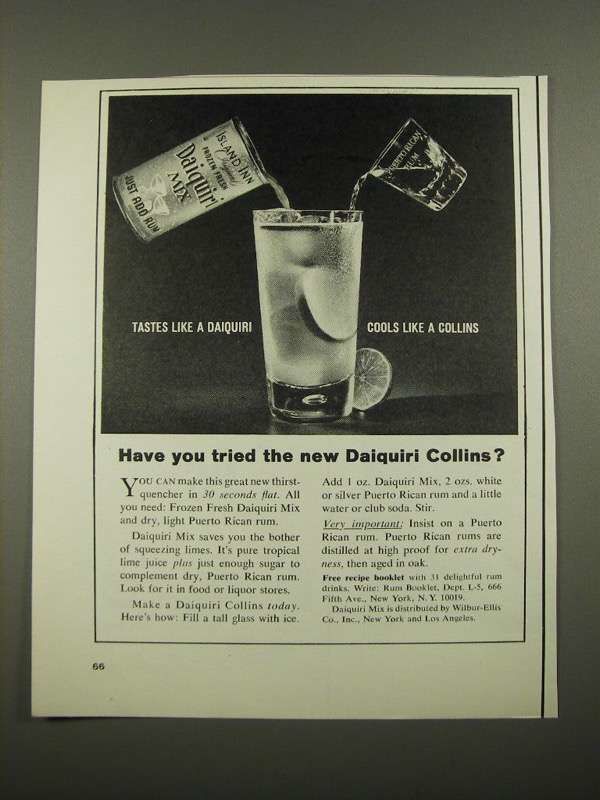 ISLAND INN
Original
FROZEN FRESH
Daiquiri
MIX
JUST ADD RUM
PUERTO RICAN
RUM
TASTES LIKE A DAIQUIRI
COOLS LIKE A COLLINS
Have you tried the new Daiquiri Collins?
YOU CAN make this great new thirst-
quencher in 30 seconds flat. All
you need: Frozen Fresh Daiquiri Mix
and dry, light Puerto Rican rum.
Daiquiri Mix saves you the bother
of squeezing limes. It's pure tropical
lime juice plus just enough sugar to
complement dry, Puerto Rican rum.
Look for it in food or liquor stores.
Make a Daiquiri Collins today.
Here's how: Fill a tall glass with ice.
Add 1 oz. Daiquiri Mix, 2 ozs. white
or silver Puerto Rican rum and a little
water or club soda. Stir.
Very important: Insist on a Puerto
Rican rum. Puerto Rican rums are
distilled at high proof for extra dry-
ness, then aged in oak.
Free recipe booklet with 31 delightful rum
drinks. Write: Rum Booklet, Dept. L-5, 666
Fifth Ave., New York, N. Y. 10019.
Daiquiri Mix is distributed by Wilbur-Ellis
Co., Inc., New York and Los Angeles.
66